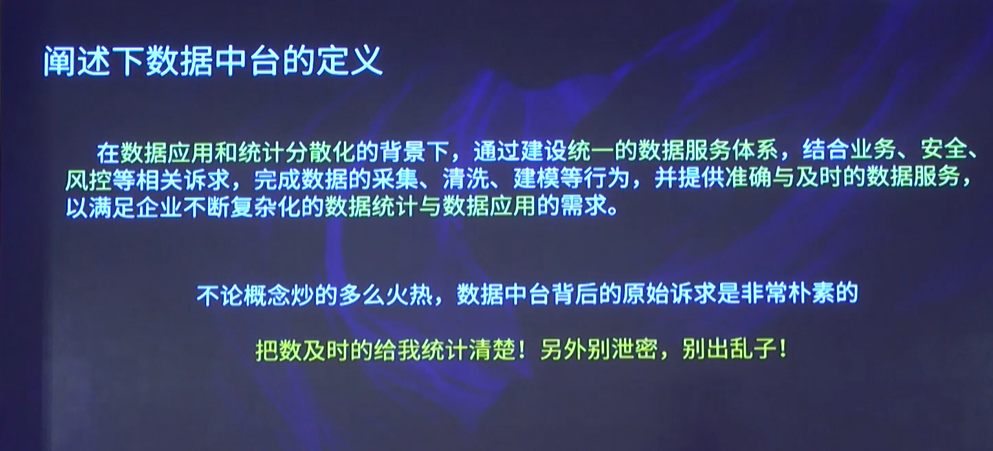 阐述下数据中台的定义
在数据应用和统计分散化的背景下，通过建设统一的数据服务体系，结合业务、安全、
风控等相关诉求，完成数据的采集、清洗、建模等行为，并提供准确与及时的数据服务，
以满足企业不断复杂化的数据统计与数据应用的需求。
不论概念炒的多么火热，数据中台背后的原始诉求是非常朴素的
把数及时的给我统计清楚！另外别泄密，别出乱子！